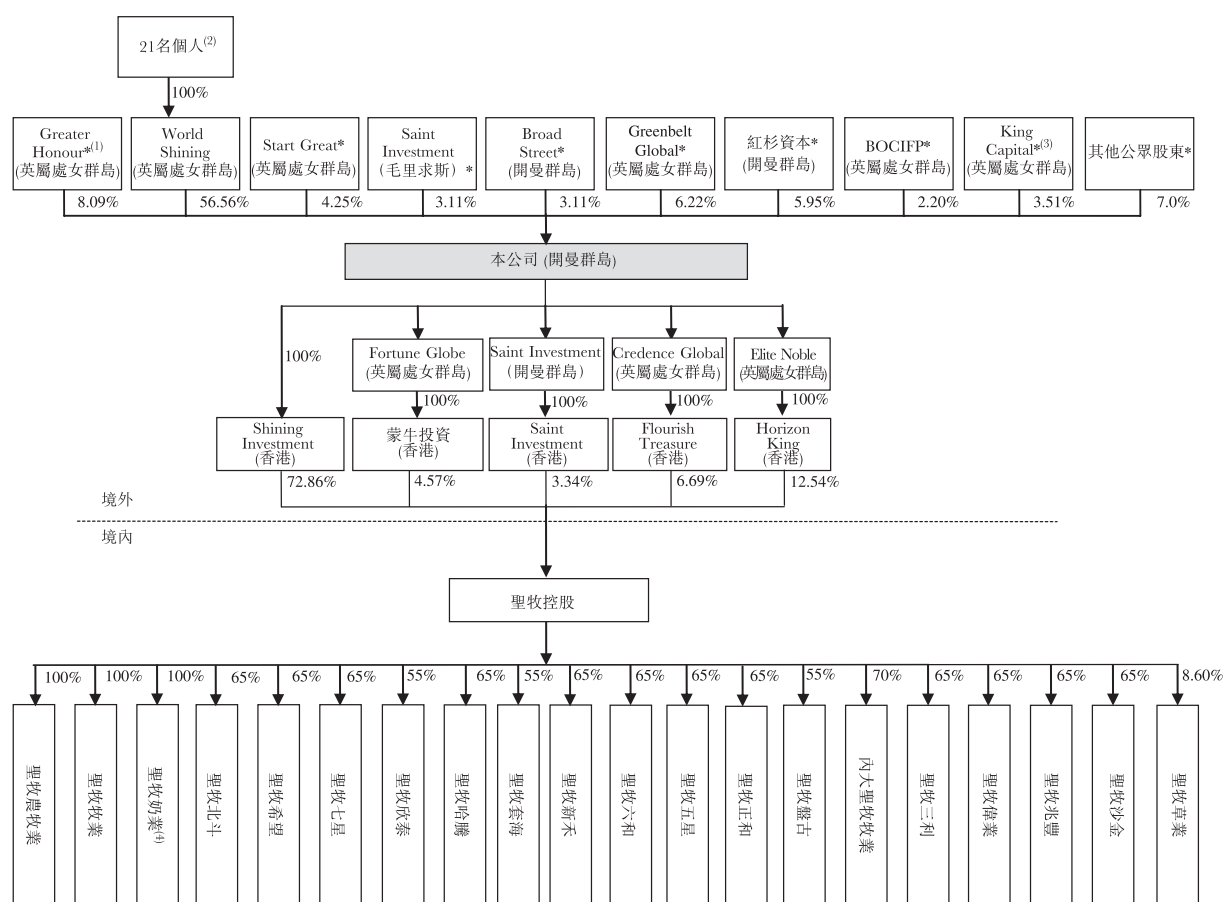 21名個人(2)
100%
Greater
Honour*(1)
(英屬處女群島)
World
Shining
(英屬處女群島)
Start Great*
(英屬處女群島)
Saint
Investment
(毛里求斯) *
Broad
Street*
(開曼群島)
Greenbelt
Global*
(英屬處女群島)
紅杉資本*
(開曼群島)
BOCIFP*
(英屬處女群島)
King
Capital*(3)
(英屬處女群島)
其他公眾股東*
8.09%
56.56%
4.25%
3.11%
3.11%
6.22%
5.95%
2.20%
3.51%
7.0%
本公司 (開曼群島)
100%
Fortune Globe
(英屬處女群島)
Saint Investment
(開曼群島)
Credence Global
(英屬處女群島)
Elite Noble
(英屬處女群島)
100%
100%
100%
100%
Shining
Investment
(香港)
蒙牛投資
(香港)
Saint
Investment
(香港)
Flourish
Treasure
(香港)
Horizon
King
(香港)
72.86%
4.57%
3.34%
6.69%
12.54%
境外
境內
聖牧控股
100%
100%
100%
65%
65%
65%
55%
65%
55%
65%
65%
65%
65%
55%
70%
65%
65%
65%
65%
8.60%
聖牧農牧業
聖牧牧業
聖牧奶業(4)
聖牧北斗
聖牧希望
聖牧七星
聖牧欣泰
聖牧哈騰
聖牧套海
聖牧新禾
聖牧六和
聖牧五星
聖牧正和
聖牧盤古
內大聖牧牧業
聖牧三利
聖牧偉業
聖牧兆豐
聖牧沙金
聖牧草業